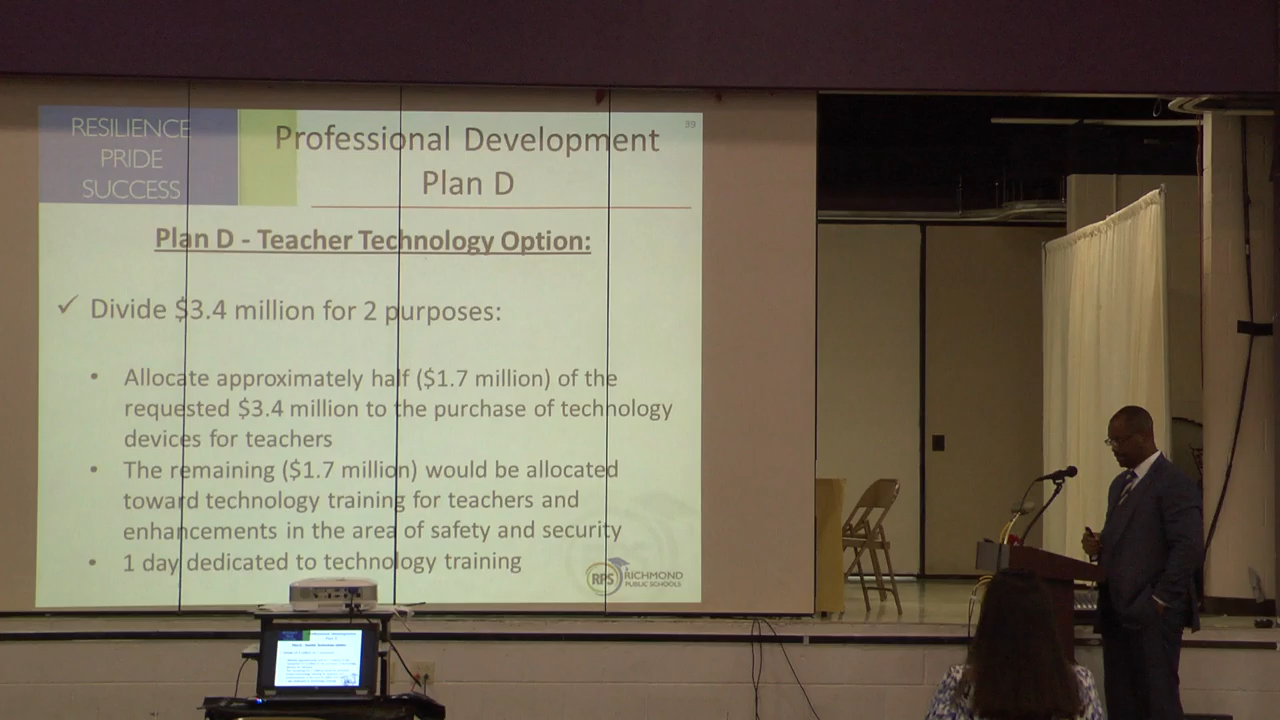 RESILIENCE
PRIDE
SUCCESS
39
Professional Development
Plan D
Plan D - Teacher Technology Option:
✓ Divide $3.4 million for 2 purposes:
• Allocate approximately half ($1.7 million) of the
requested $3.4 million to the purchase of technology
devices for teachers
• The remaining ($1.7 million) would be allocated
toward technology training for teachers and
enhancements in the area of safety and security
• 1 day dedicated to technology training
RPS
RICHMOND
PUBLIC SCHOOLS